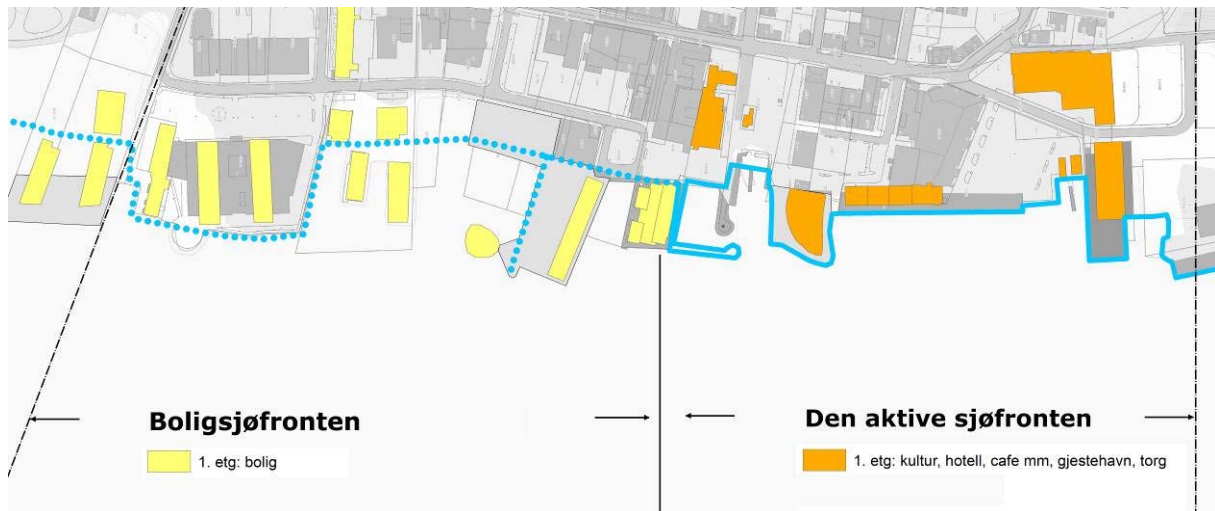 Boligsjøfronten
1. etg: bolig
Den aktive sjøfronten
1. etg: kultur, hotell, cafe mm, gjestehavn, torg